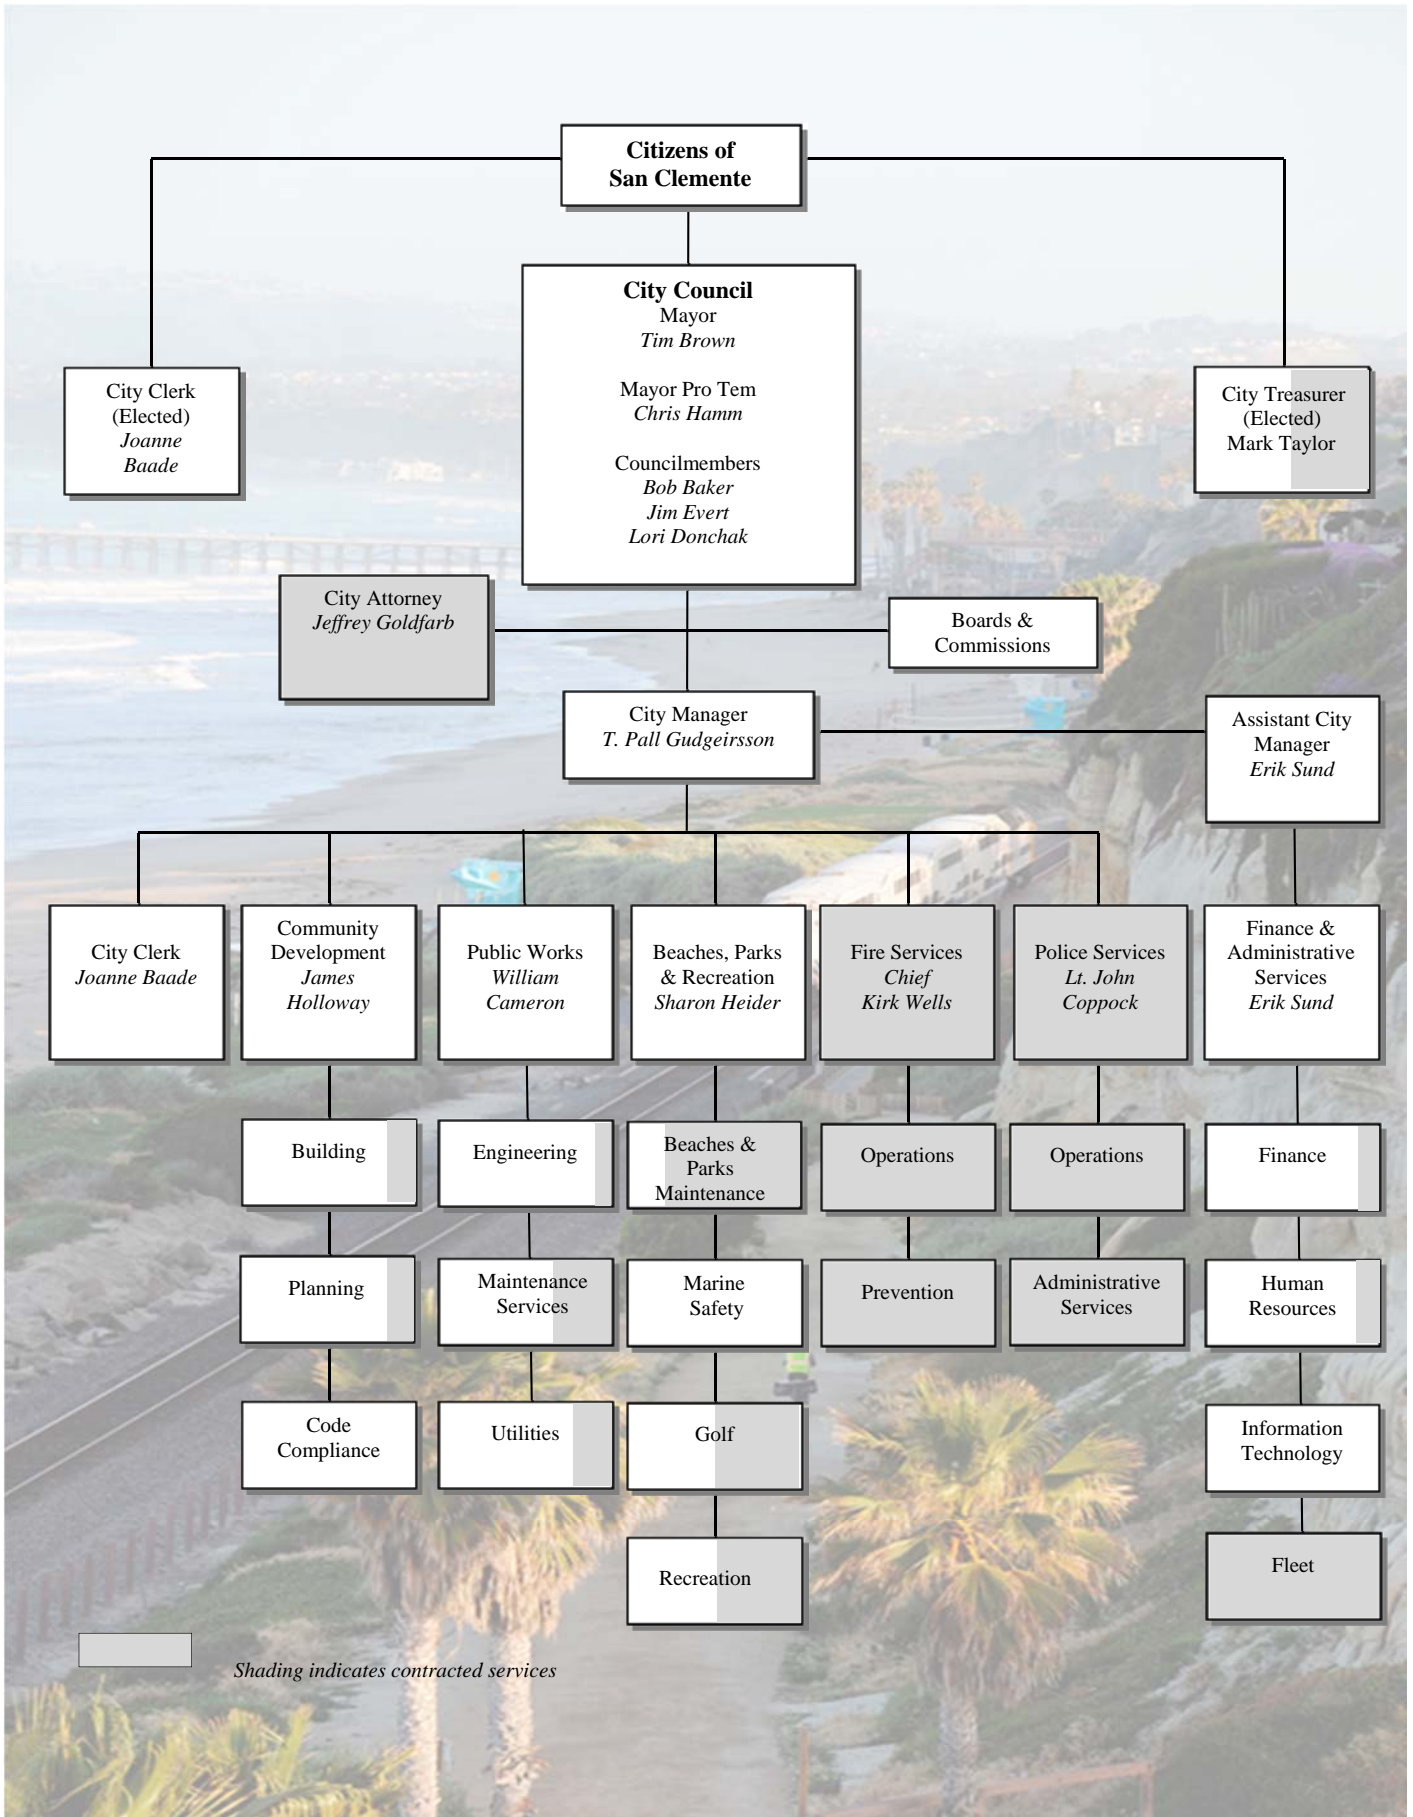 Citizens of
San Clemente
City Council
Mayor
Tim Brown
Mayor Pro Tem
Chris Hamm
Councilmembers
Bob Baker
Jim Evert
Lori Donchak
City Clerk
(Elected)
Joanne
Baade
City Treasurer
(Elected)
Mark Taylor
City Attorney
Jeffrey Goldfarb
Boards &
Commissions
City Manager
T. Pall Gudgeirsson
Assistant City
Manager
Erik Sund
City Clerk
Joanne Baade
Community
Development
James
Holloway
Public Works
William
Cameron
Beaches, Parks
& Recreation
Sharon Heider
Fire Services
Chief
Kirk Wells
Police Services
Lt. John
Coppock
Finance &
Administrative
Services
Erik Sund
Building
Engineering
Beaches &
Parks
Maintenance
Operations
Operations
Finance
Planning
Maintenance
Services
Marine
Safety
Prevention
Administrative
Services
Human
Resources
Code
Compliance
Utilities
Golf
Information
Technology
Recreation
Fleet
Shading indicates contracted services